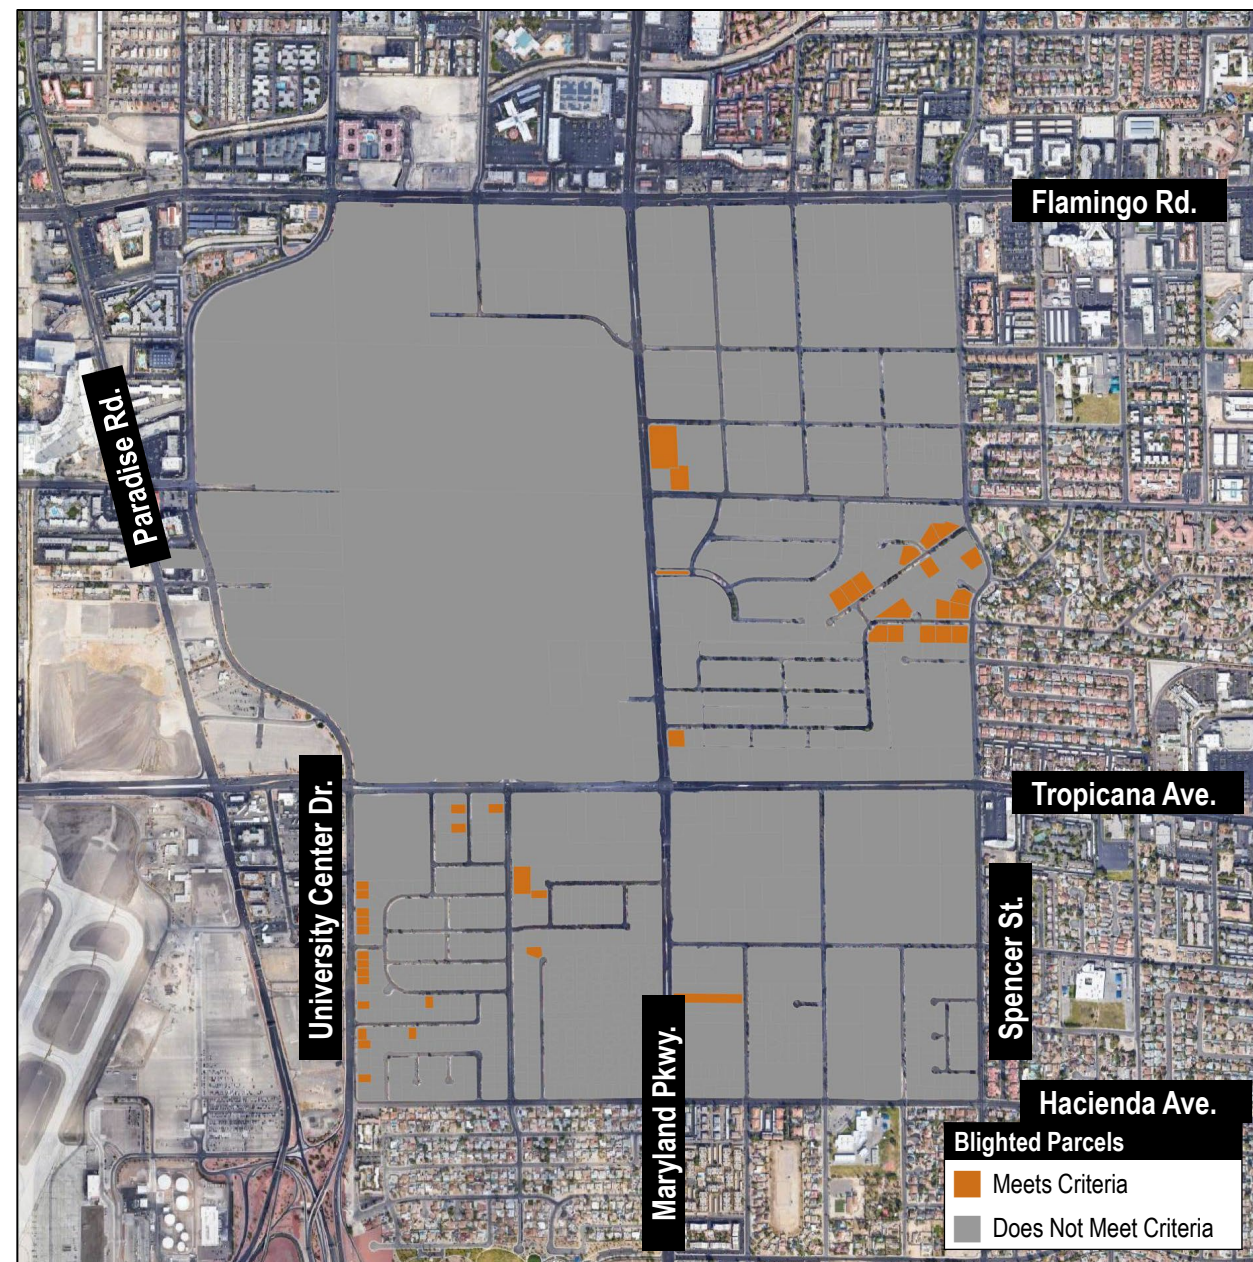 Flamingo Rd.
Paradise Rd.
Tropicana Ave.
University Center Dr.
Spencer St.
Maryland Pkwy.
Hacienda Ave.
Blighted Parcels
Meets Criteria
Does Not Meet Criteria